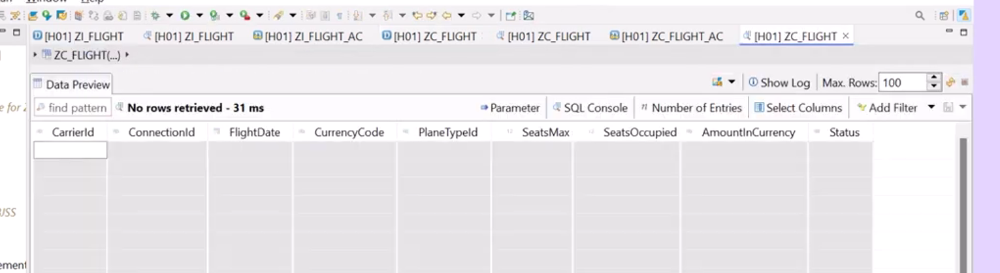 Window Help
[H01] ZI_FLIGHT [H01] ZI_FLIGHT [H01] ZI_FLIGHT_AC [H01] ZC_FLIGHT [H01] ZC_FLIGHT [H01] ZC_FLIGHT_AC [H01] ZC_FLIGHT
ZC_FLIGHT(...)
Data Preview Show Log Max. Rows: 100
e for
find pattern No rows retrieved - 31 ms Parameter SQL Console Number of Entries Select Columns Add Filter
CarrierId ConnectionId FlightDate CurrencyCode PlaneTypeId SeatsMax SeatsOccupied AmountInCurrency Status